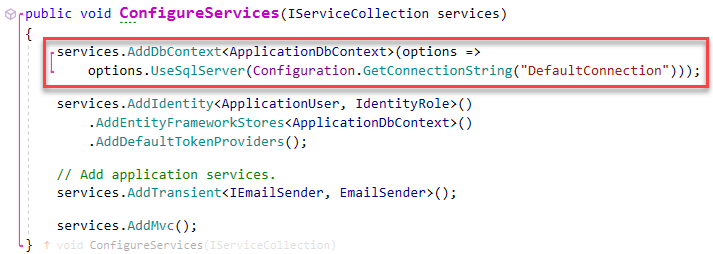 public void ConfigureServices(IServiceCollection services)
{
services.AddDbContext<ApplicationDbContext>(options =>
options.UseSqlServer(Configuration.GetConnectionString("DefaultConnection")));
services.AddIdentity<ApplicationUser, IdentityRole>()
.AddEntityFrameworkStores<ApplicationDbContext>()
.AddDefaultTokenProviders();
// Add application services.
services.AddTransient<IEmailSender, EmailSender>();
services.AddMvc();
} ↑ void ConfigureServices(IServiceCollection)